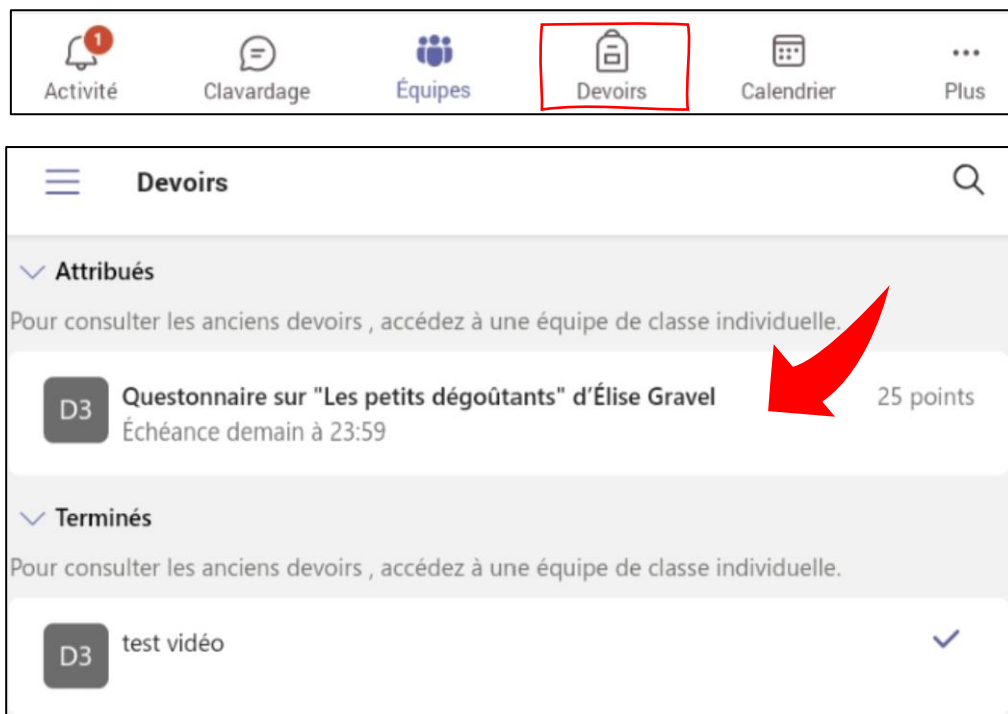 1
Activité Clavardage Équipes Devoirs Calendrier Plus
Devoirs
Attribués
Pour consulter les anciens devoirs , accédez à une équipe de classe individuelle.
D3 Questonnaire sur "Les petits dégoûtants" d'Élise Gravel 25 points
Échéance demain à 23:59
Terminés
Pour consulter les anciens devoirs , accédez à une équipe de classe individuelle.
D3 test vidéo